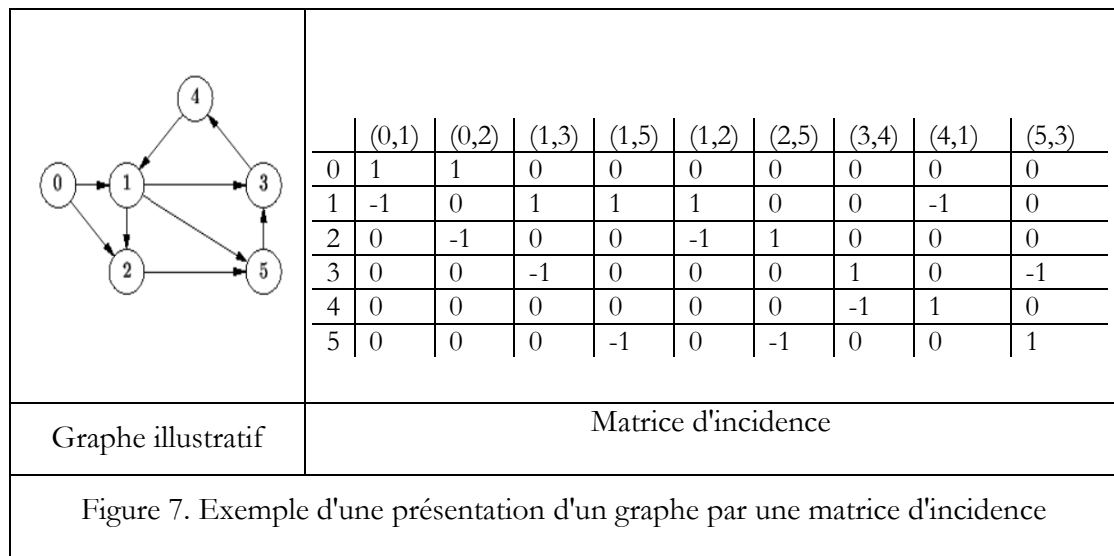 4
0 1 3
2 5
(0,1) (0,2) (1,3) (1,5) (1,2) (2,5) (3,4) (4,1) (5,3)
0 1 1 0 0 0 0 0 0 0
1 -1 0 1 1 1 0 0 -1 0
2 0 -1 0 0 -1 1 0 0 0
3 0 0 -1 0 0 0 1 0 -1
4 0 0 0 0 0 0 -1 1 0
5 0 0 0 -1 0 -1 0 0 1
Graphe illustratif
Matrice d'incidence
Figure 7. Exemple d'une présentation d'un graphe par une matrice d'incidence